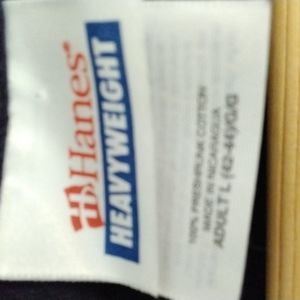 Hanes®
HEAVYWEIGHT
100% PRESHRUNK COTTON
MADE IN NICARAGUA
ADULT L (42-44)/G/G